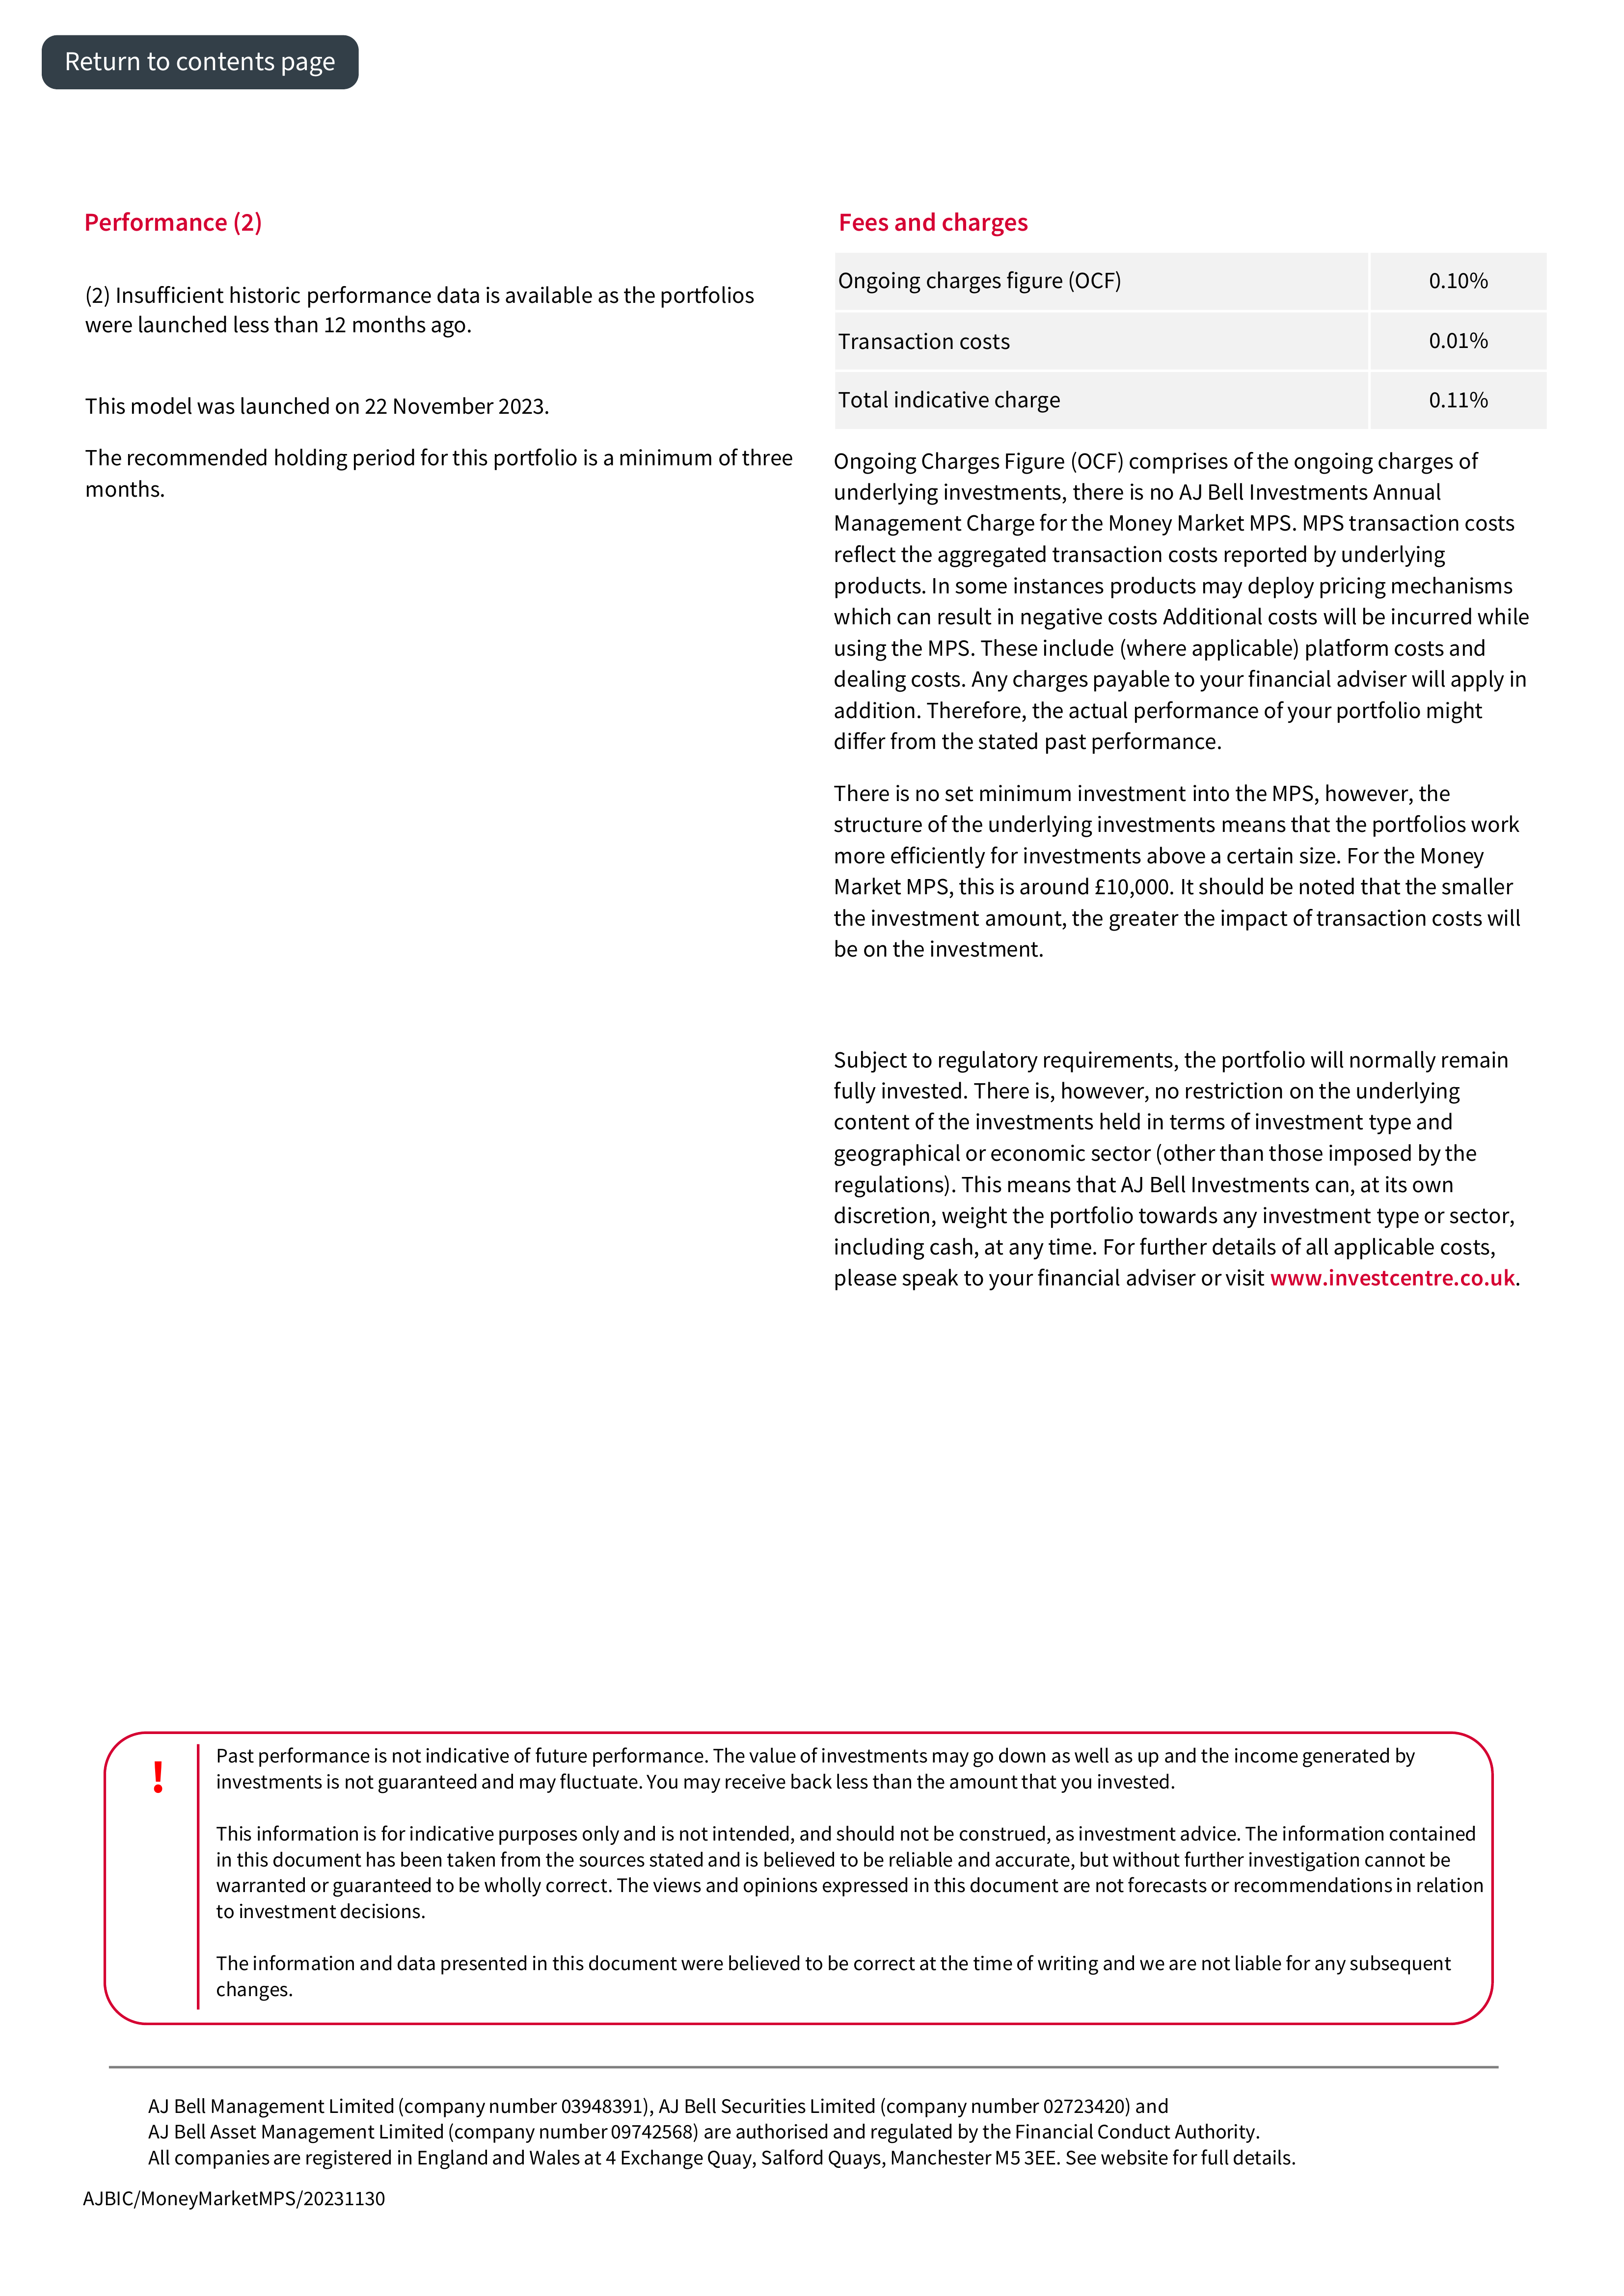 Return to contents page
Performance (2)
(2) Insufficient historic performance data is available as the portfolios
were launched less than 12 months ago.
This model was launched on 22 November 2023.
The recommended holding period for this portfolio is a minimum of three
months.
Fees and charges
Ongoing charges figure (OCF) 0.10%
Transaction costs 0.01%
Total indicative charge 0.11%
Ongoing Charges Figure (OCF) comprises of the ongoing charges of
underlying investments, there is no AJ Bell Investments Annual
Management Charge for the Money Market MPS. MPS transaction costs
reflect the aggregated transaction costs reported by underlying
products. In some instances products may deploy pricing mechanisms
which can result in negative costs Additional costs will be incurred while
using the MPS. These include (where applicable) platform costs and
dealing costs. Any charges payable to your financial adviser will apply in
addition. Therefore, the actual performance of your portfolio might
differ from the stated past performance.
There is no set minimum investment into the MPS, however, the
structure of the underlying investments means that the portfolios work
more efficiently for investments above a certain size. For the Money
Market MPS, this is around £10,000. It should be noted that the smaller
the investment amount, the greater the impact of transaction costs will
be on the investment.
Subject to regulatory requirements, the portfolio will normally remain
fully invested. There is, however, no restriction on the underlying
content of the investments held in terms of investment type and
geographical or economic sector (other than those imposed by the
regulations). This means that AJ Bell Investments can, at its own
discretion, weight the portfolio towards any investment type or sector,
including cash, at any time. For further details of all applicable costs,
please speak to your financial adviser or visit www.investcentre.co.uk.
!
Past performance is not indicative of future performance. The value of investments may go down as well as up and the income generated by
investments is not guaranteed and may fluctuate. You may receive back less than the amount that you invested.
This information is for indicative purposes only and is not intended, and should not be construed, as investment advice. The information contained
in this document has been taken from the sources stated and is believed to be reliable and accurate, but without further investigation cannot be
warranted or guaranteed to be wholly correct. The views and opinions expressed in this document are not forecasts or recommendations in relation
to investment decisions.
The information and data presented in this document were believed to be correct at the time of writing and we are not liable for any subsequent
changes.
AJ Bell Management Limited (company number 03948391), AJ Bell Securities Limited (company number 02723420) and
AJ Bell Asset Management Limited (company number 09742568) are authorised and regulated by the Financial Conduct Authority.
All companies are registered in England and Wales at 4 Exchange Quay, Salford Quays, Manchester M5 3EE. See website for full details.
AJBIC/MoneyMarketMPS/20231130